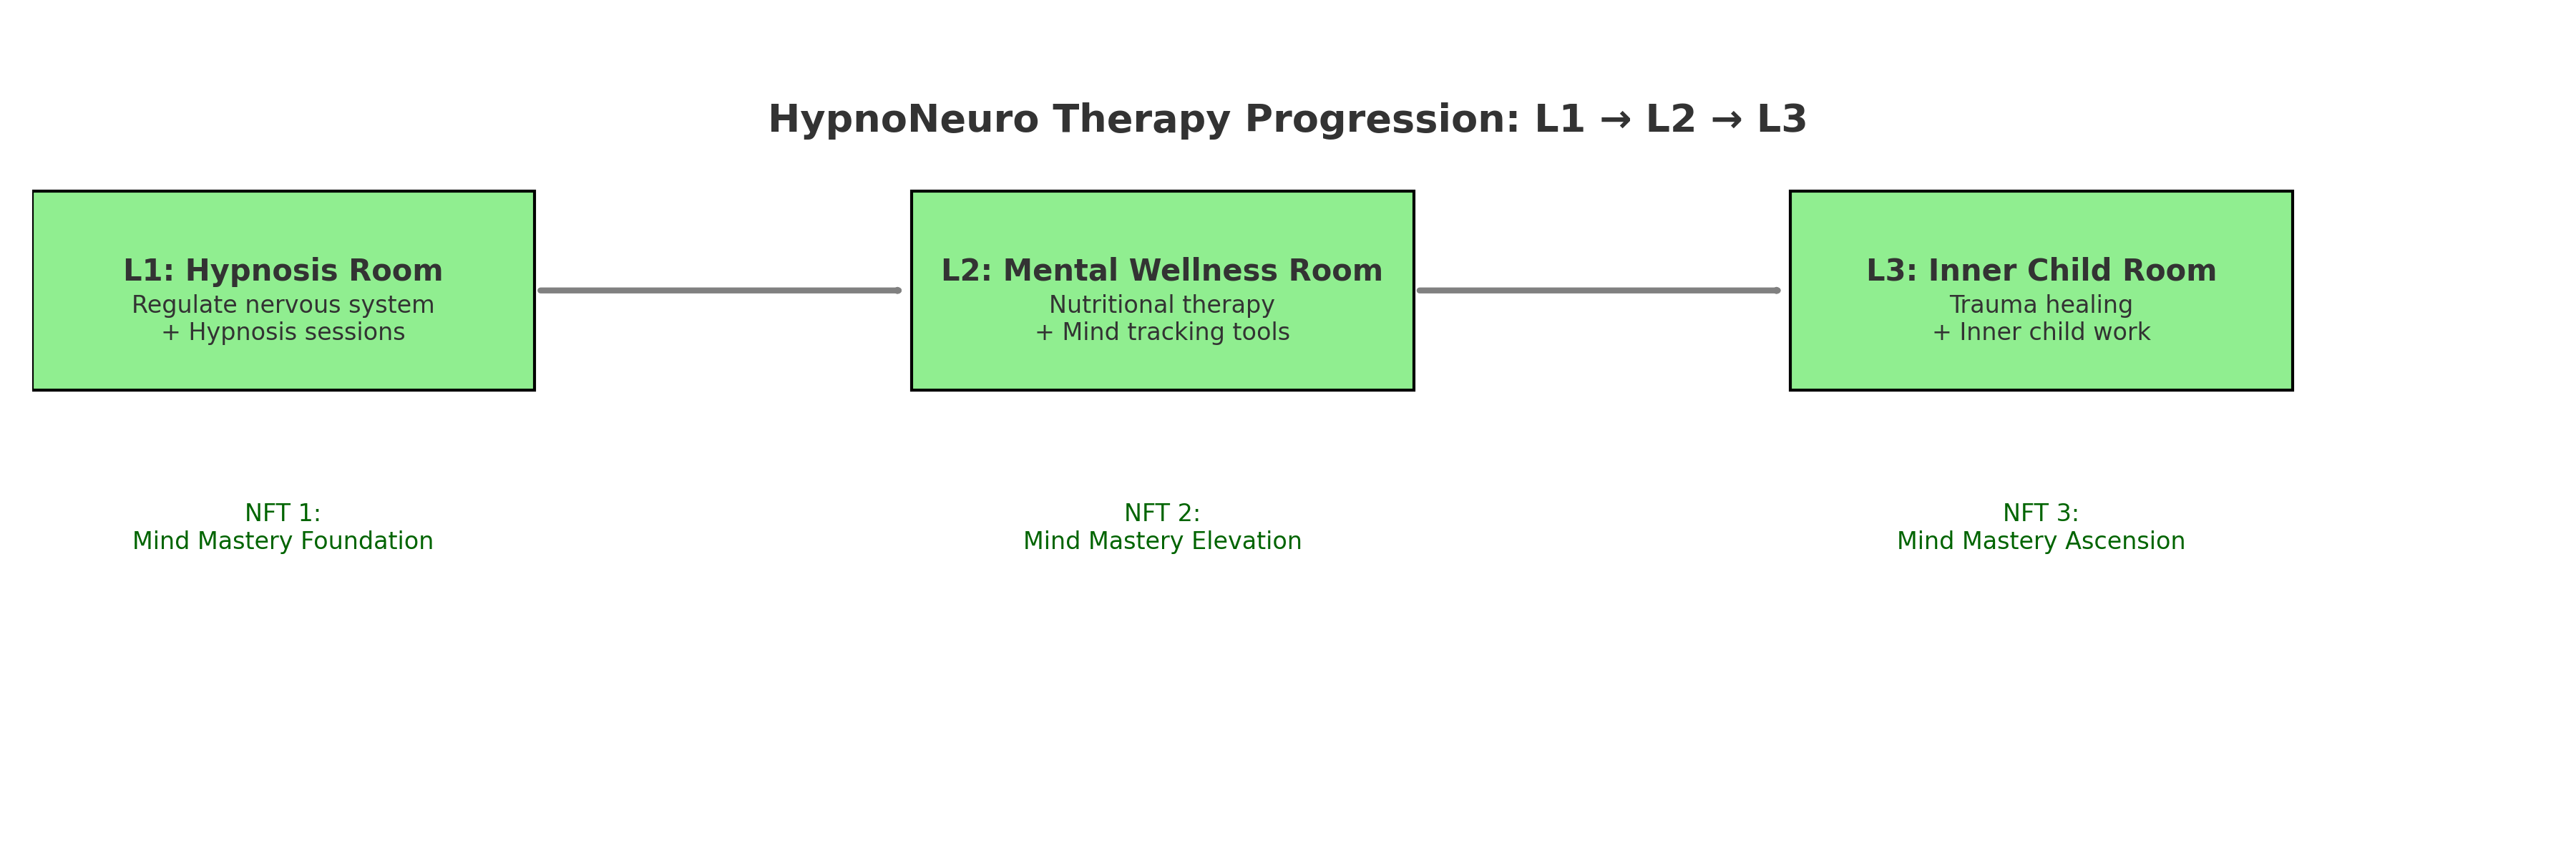 HypnoNeuro Therapy Progression: L1 → L2 → L3
L1: Hypnosis Room
Regulate nervous system
+ Hypnosis sessions
L2: Mental Wellness Room
Nutritional therapy
+ Mind tracking tools
L3: Inner Child Room
Trauma healing
+ Inner child work
NFT 1:
Mind Mastery Foundation
NFT 2:
Mind Mastery Elevation
NFT 3:
Mind Mastery Ascension